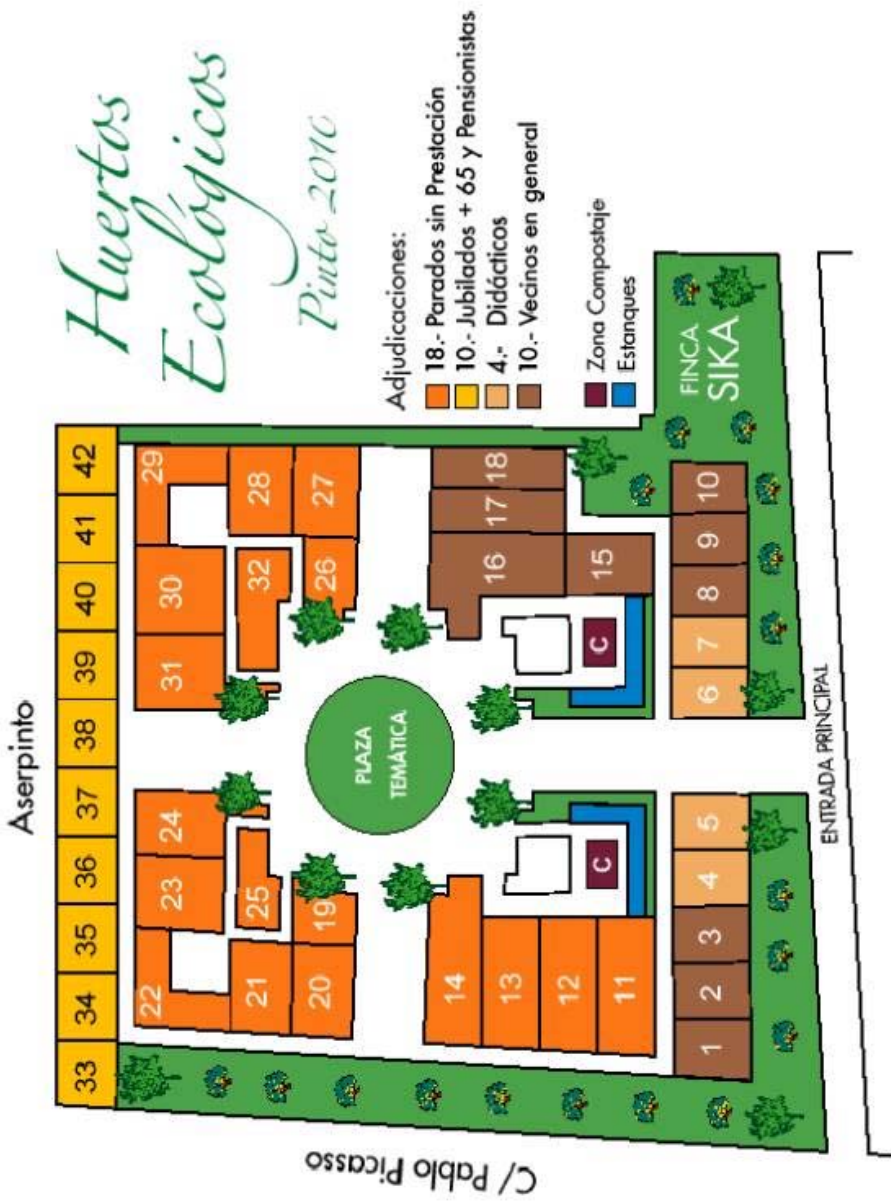 Huertos
Ecológicos
Pinto 2010
Adjudicaciones:
18.- Parados sin Prestación
10.- Jubilados + 65 y Pensionistas
4.- Didácticos
10.- Vecinos en general
Zona Compostaje
Estanques
Aserpinto
33 34 35 36 37 38 39 40 41 42
22 23 24 31 30 29
21 25 32 28
20 19 26 27
PLAZA
TEMÁTICA
14 16 17 18
13
12
11
C C
15
1 2 3 4 5 6 7 8 9 10
FINCA
SIKA
ENTRADA PRINCIPAL
C/ Pablo Picasso